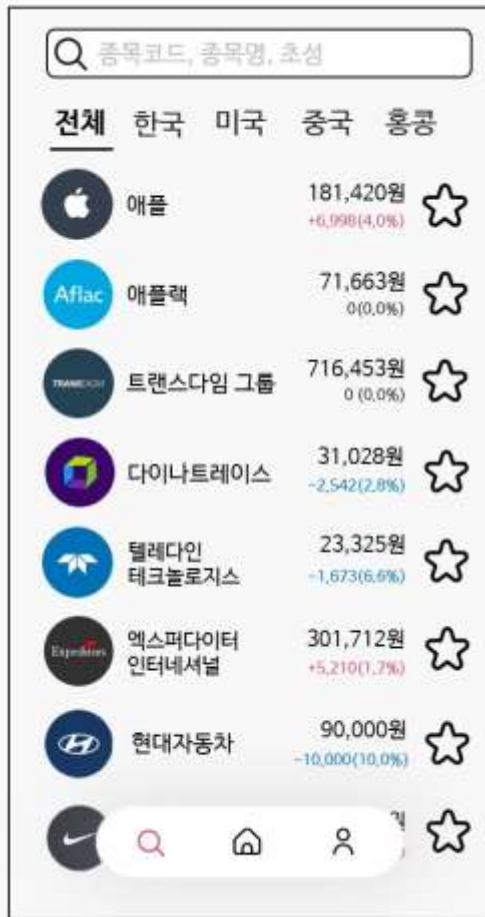 종목코드, 종목명, 초성
전체 한국 미국 중국 홍콩
애플 181,420원
+6,998(4,0%)
Aflac 애플랙 71,663원
0(0,0%)
트랜스다임 그룹 716,453원
0 (0,0%)
다이나트레이스 31,028원
-2,542(2,8%)
텔레다인 23,325원
테크놀로지스 -1,673(6,6%)
Expeditors 엑스퍼다이터 301,712원
인터네셔널 +5,210(1,7%)
현대자동차 90,000원
-10,000(10,0%)